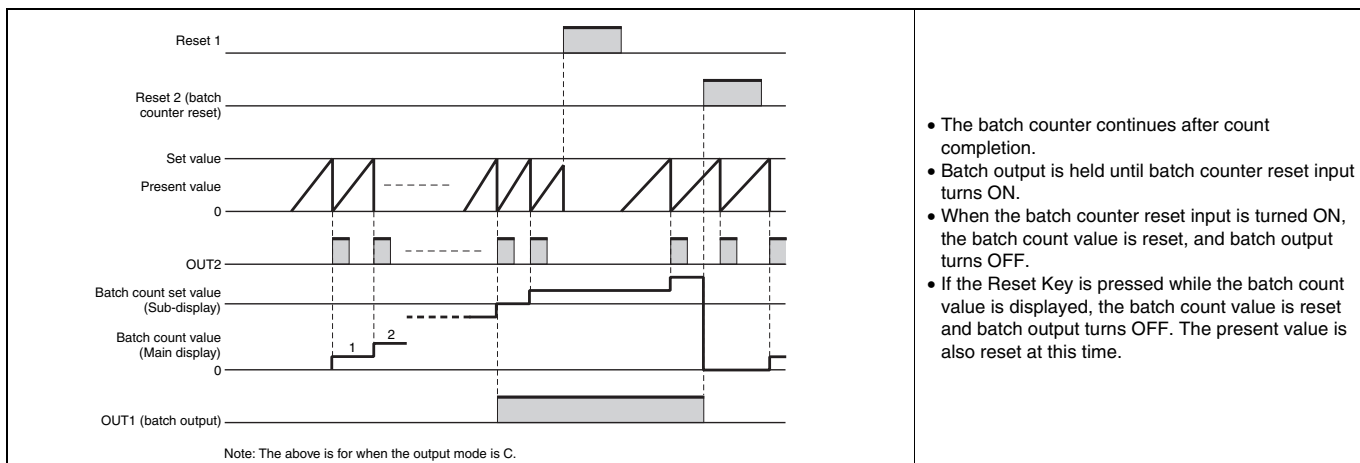 Reset 1
Reset 2 (batch
counter reset)
Set value
Present value
0
OUT2
Batch count set value
(Sub-display)
Batch count value
(Main display)
1
2
0
OUT1 (batch output)
Note: The above is for when the output mode is C.
• The batch counter continues after count
completion.
• Batch output is held until batch counter reset input
turns ON.
• When the batch counter reset input is turned ON,
the batch count value is reset, and batch output
turns OFF.
• If the Reset Key is pressed while the batch count
value is displayed, the batch count value is reset
and batch output turns OFF. The present value is
also reset at this time.